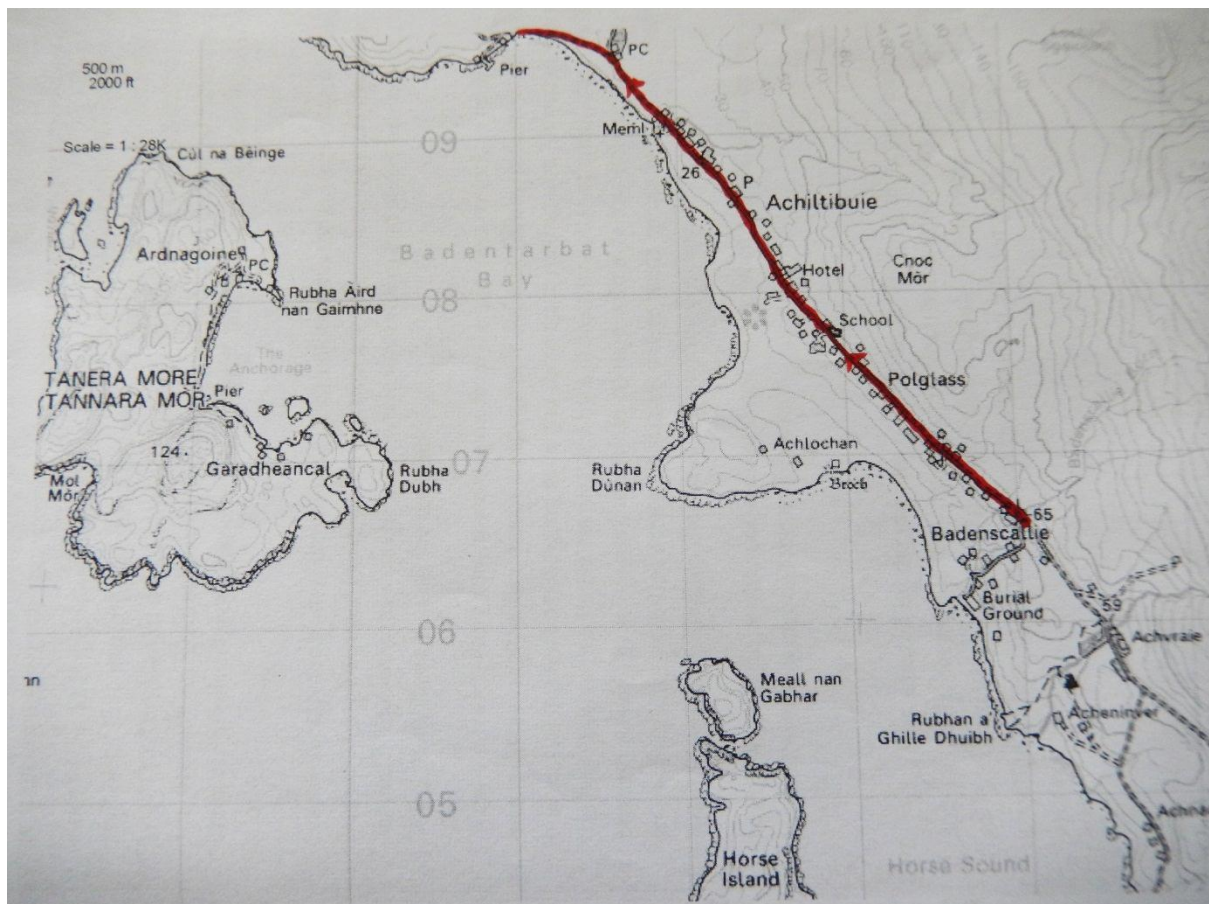 PC
Pier
500 m
2000 ft
Meml
09
Scale = 1 : 28K
Cùl na Bèinge
26
P
Achiltibuie
Badentarbat
Bay
Ardnagoine
PC
Cnoc
Mór
Hotel
Rubha Àird
nan Gaimhne
08
School
The
Anchorage
TANERA MORE
TANNARA MÒR
Pier
Polglass
124
Garadheancal
Mol
Mór
Rubha
Dubh
07
Rubha
Dùnan
Achlochan
Broch
65
Badenscallie
Burial
Ground
59
06
Achvraie
Meall nan
Gabhar
Rubhan a'
Ghille Dhuibh
Acheninver
05
Horse
Island
Horse Sound